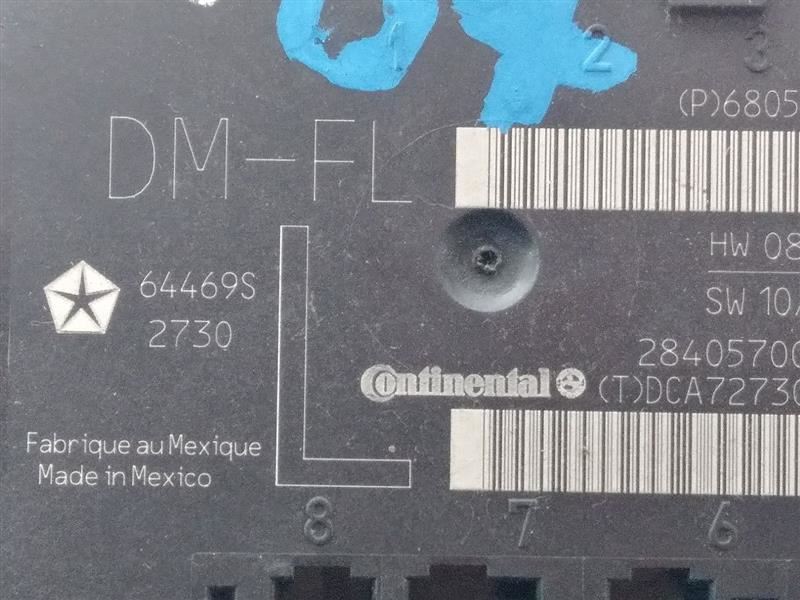 1 2 3
(P)6805
DM-FL
HW 08
64469S
SW 10/
2730
28405700
Continental
(T)DCA72730
Fabrique au Mexique
Made in Mexico
L
8 7 6